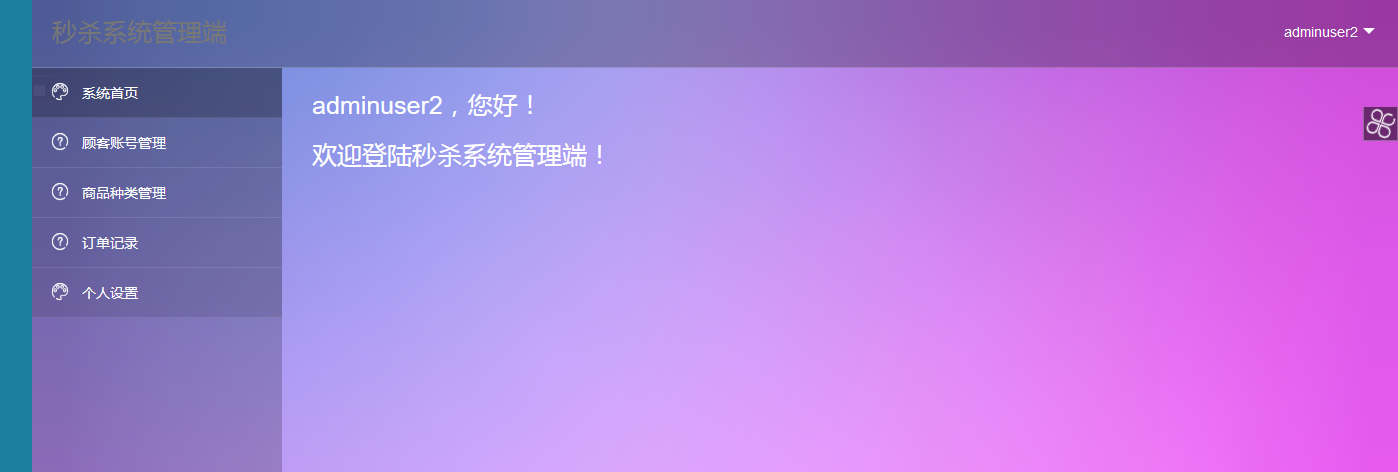 秒杀系统管理端
adminuser2
系统首页
顾客账号管理
商品种类管理
订单记录
个人设置
adminuser2，您好！
欢迎登陆秒杀系统管理端！